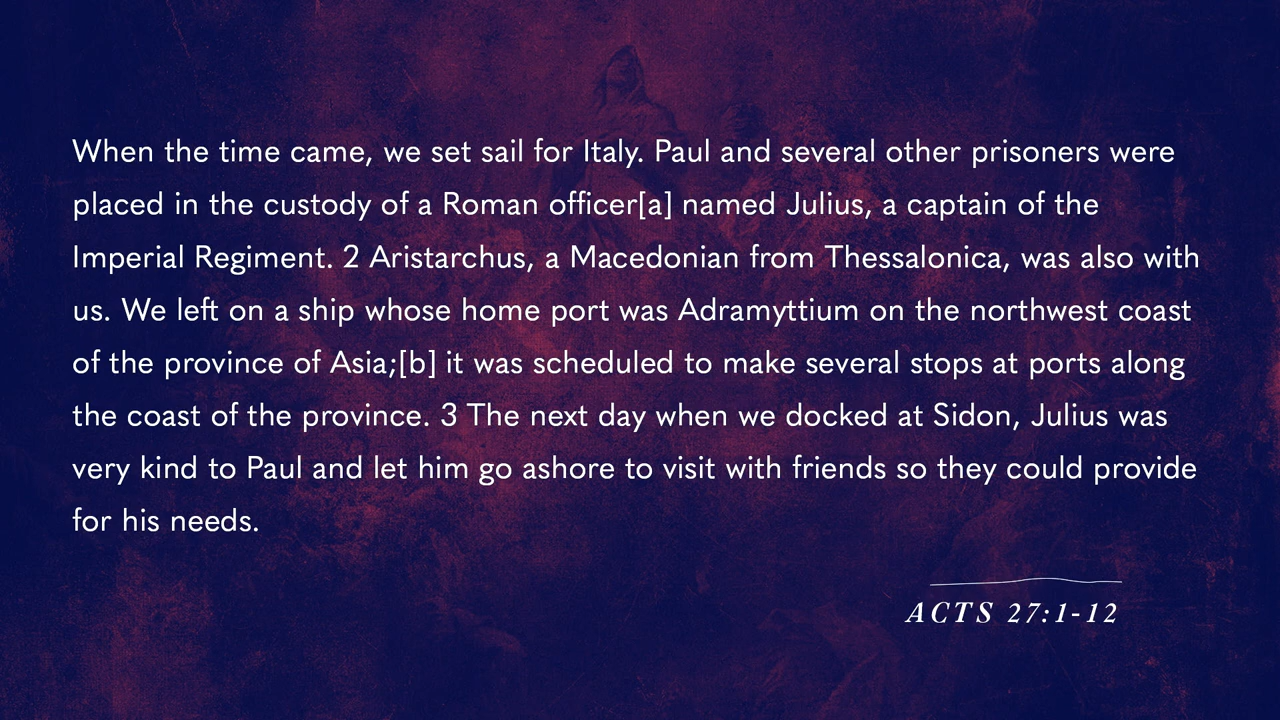 When the time came, we set sail for Italy. Paul and several other prisoners were
placed in the custody of a Roman officer[a] named Julius, a captain of the
Imperial Regiment. 2 Aristarchus, a Macedonian from Thessalonica, was also with
us. We left on a ship whose home port was Adramyttium on the northwest coast
of the province of Asia;[b] it was scheduled to make several stops at ports along
the coast of the province. 3 The next day when we docked at Sidon, Julius was
very kind to Paul and let him go ashore to visit with friends so they could provide
for his needs.
ACTS 27:1-12